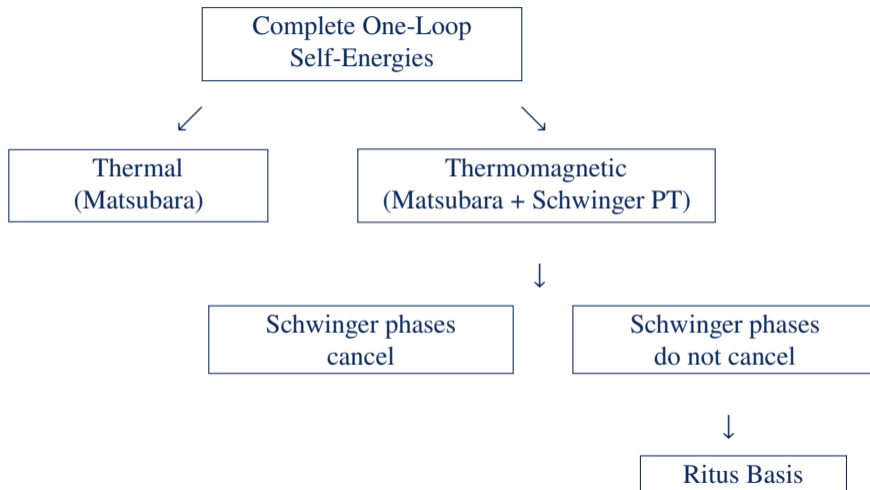 Complete One-Loop
Self-Energies
Thermal
(Matsubara)
Thermomagnetic
(Matsubara + Schwinger PT)
Schwinger phases
cancel
Schwinger phases
do not cancel
Ritus Basis